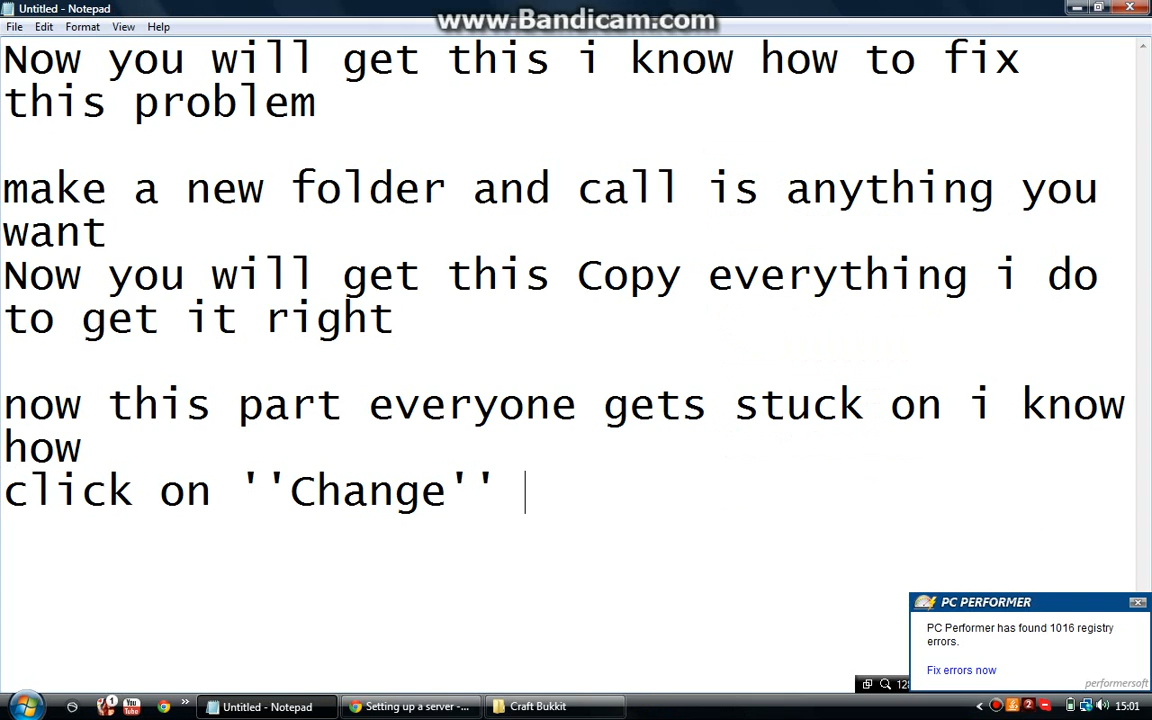 Untitled - Notepad
www.Bandicam.com
File Edit Format View Help
Now you will get this i know how to fix
this problem
make a new folder and call is anything you
want
Now you will get this Copy everything i do
to get it right
now this part everyone gets stuck on i know
how
click on ''Change''
PC PERFORMER
PC Performer has found 1016 registry
errors.
Fix errors now
performersoft
Untitled - Notepad
Setting up a server -...
Craft Bukkit
15:01